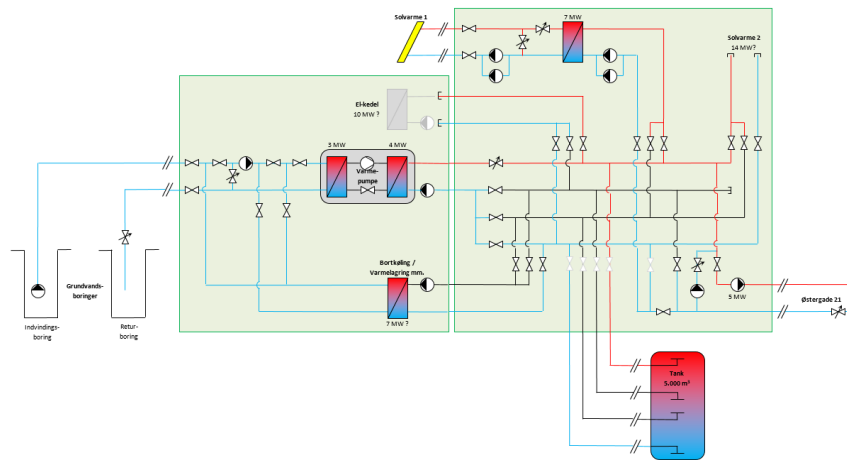 Solvarme 1
7 MW
Solvarme 2
14 MW?
El-kedel
10 MW ?
3 MW
4 MW
Varme-
pumpe
Grundvands-
boringer
Bortkøling /
Varmelagring mm.
7 MW ?
5 MW
Østergade 21
Indvindings-
boring
Retur-
boring
Tank
5.000 m³